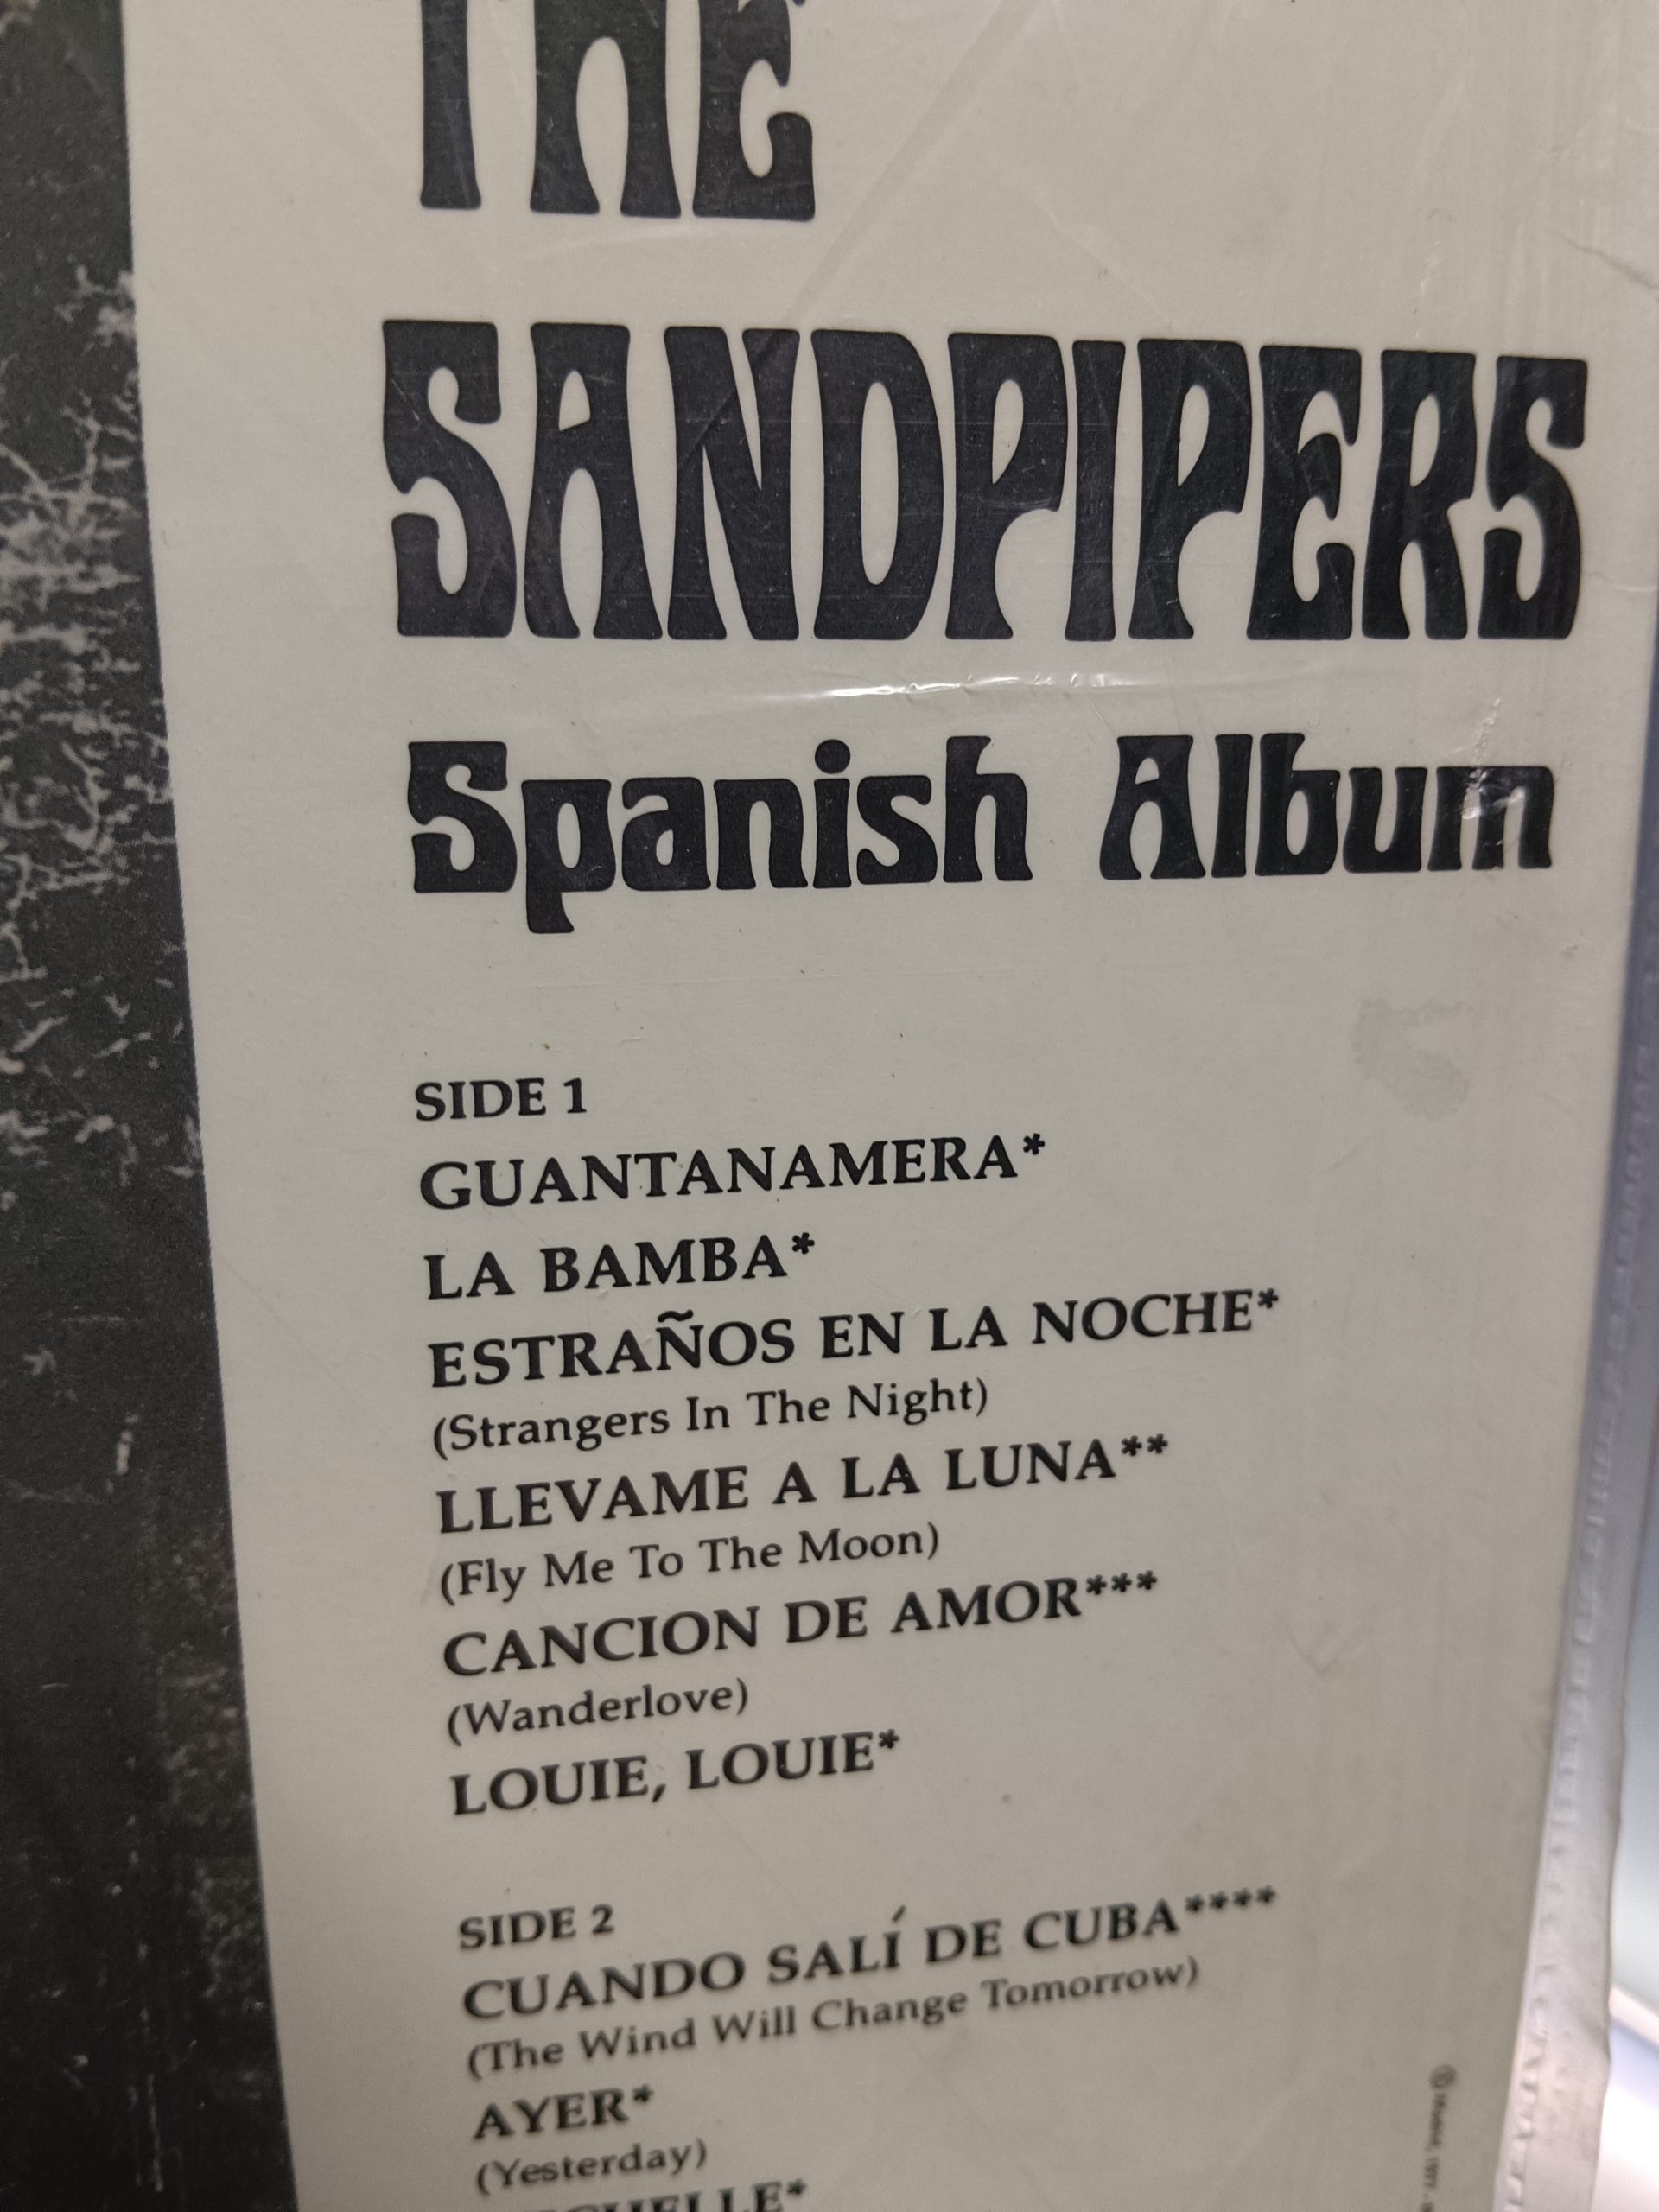 THE
SANDPIPERS
Spanish Album
SIDE 1
GUANTANAMERA*
LA BAMBA*
ESTRAÑOS EN LA NOCHE*
(Strangers In The Night)
LLEVAME A LA LUNA**
(Fly Me To The Moon)
CANCION DE AMOR***
(Wanderlove)
LOUIE, LOUIE*
SIDE 2
CUANDO SALÍ DE CUBA****
(The Wind Will Change Tomorrow)
AYER*
(Yesterday)